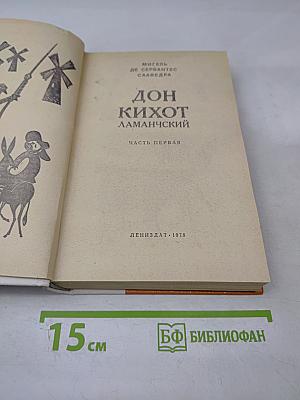 МИГЕЛЬ
ДЕ СЕРВАНТЕС
СААВЕДРА
ДОН
КИХОТ
ЛАМАНЧСКИЙ
ЧАСТЬ ПЕРВАЯ
ЛЕНИЗДАТ · 1978
15 см
БФ БИБЛИОФАН